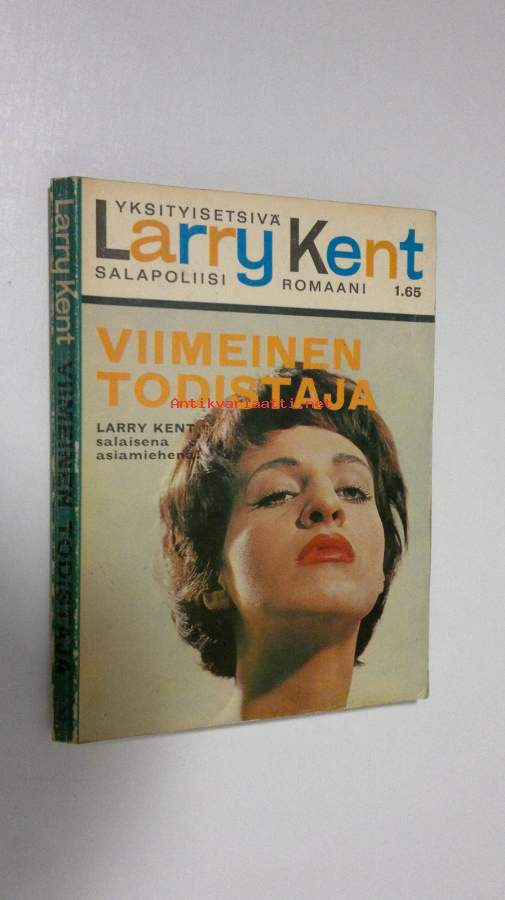 YKSITYISETSIVÄ
Larry Kent
SALAPOLIISI ROMAANI 1.65
VIIMEINEN
TODISTAJA
Antikvariaatti.Net
LARRY KENT
salaisena
asiamiehenä
Larry Kent VIIMEINEN TODISTAJA